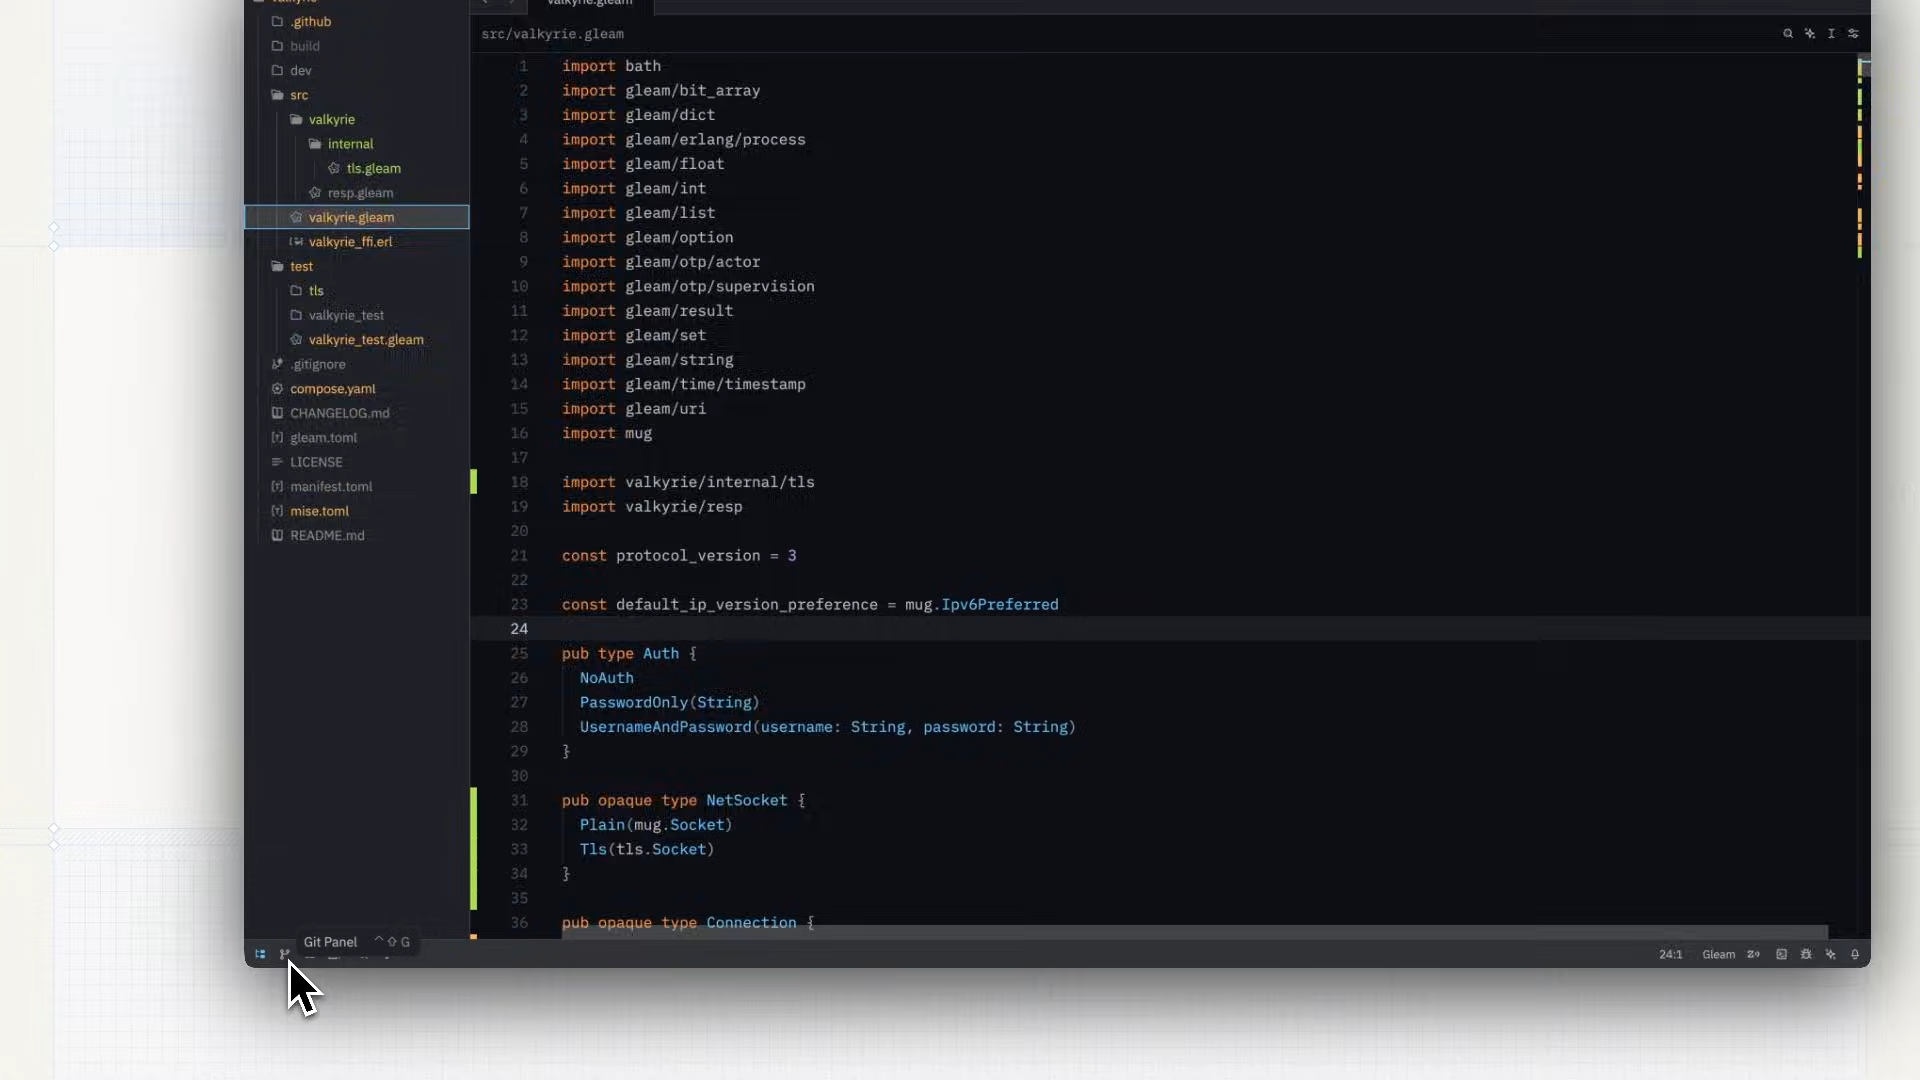 valkyrie
.github
build
dev
src
valkyrie
internal
tls.gleam
resp.gleam
valkyrie.gleam
valkyrie_ffi.erl
test
tls
valkyrie_test
valkyrie_test.gleam
.gitignore
compose.yaml
CHANGELOG.md
gleam.toml
LICENSE
manifest.toml
mise.toml
README.md
valkyrie.gleam
src/valkyrie.gleam
1 import bath
2 import gleam/bit_array
3 import gleam/dict
4 import gleam/erlang/process
5 import gleam/float
6 import gleam/int
7 import gleam/list
8 import gleam/option
9 import gleam/otp/actor
10 import gleam/otp/supervision
11 import gleam/result
12 import gleam/set
13 import gleam/string
14 import gleam/time/timestamp
15 import gleam/uri
16 import mug
17
18 import valkyrie/internal/tls
19 import valkyrie/resp
20
21 const protocol_version = 3
22
23 const default_ip_version_preference = mug.Ipv6Preferred
24
25 pub type Auth {
26 NoAuth
27 PasswordOnly(String)
28 UsernameAndPassword(username: String, password: String)
29 }
30
31 pub opaque type NetSocket {
32 Plain(mug.Socket)
33 Tls(tls.Socket)
34 }
35
36 pub opaque type Connection {
Git Panel ^⇧G
24:1 Gleam